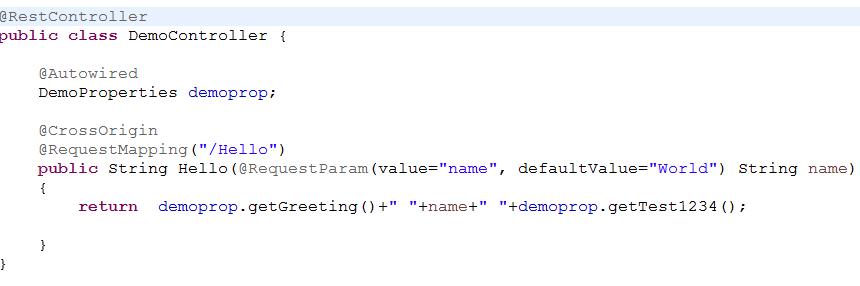 @RestController
public class DemoController {
@Autowired
DemoProperties demoprop;
@CrossOrigin
@RequestMapping("/Hello")
public String Hello(@RequestParam(value="name", defaultValue="World") String name)
{
return  demoprop.getGreeting()+" "+name+" "+demoprop.getTest1234();
}
}